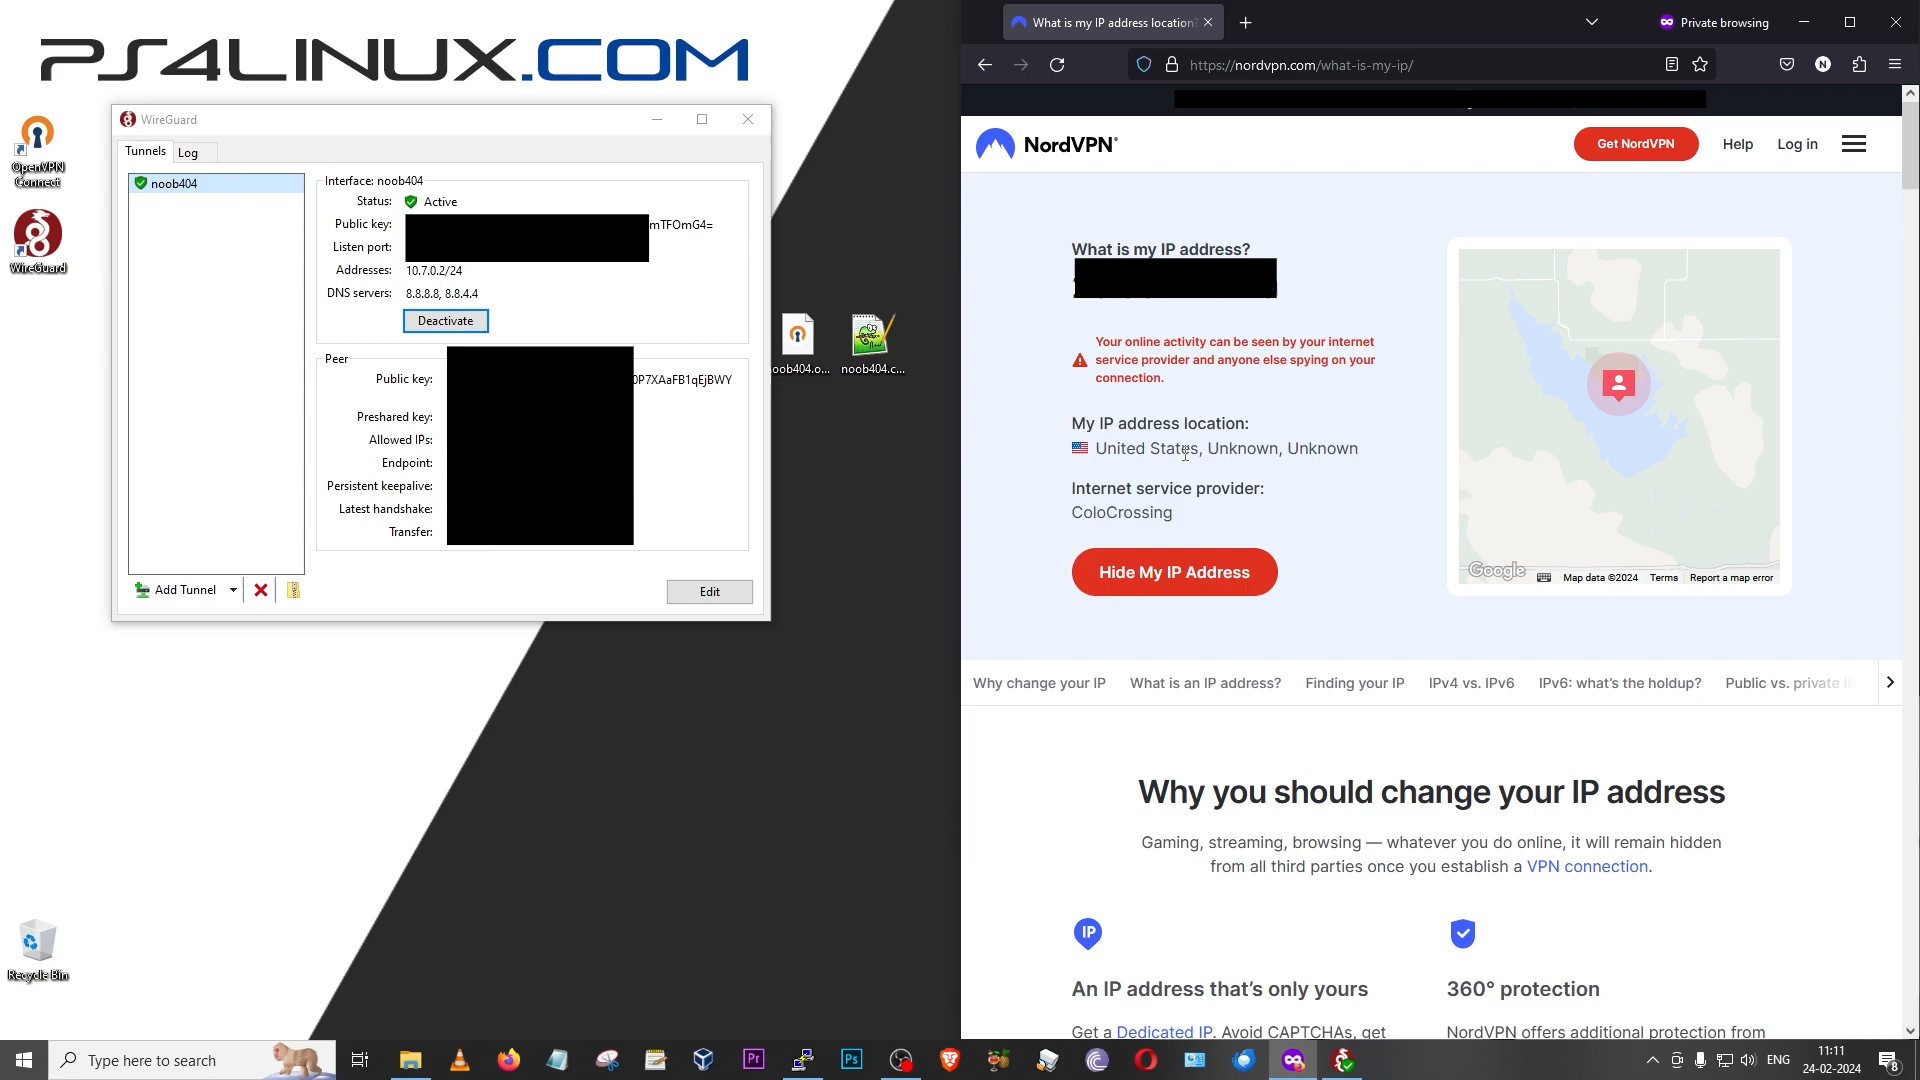 PS4LINUX.COM
OpenVPN
Connect
WireGuard
Recycle Bin
WireGuard
Tunnels
Log
noob404
Interface: noob404
Status:
Active
Public key:
mTFOmG4=
Listen port:
Addresses:
10.7.0.2/24
DNS servers:
8.8.8.8, 8.8.4.4
Deactivate
Peer
Public key:
0P7XAaFB1qEjBWY
Preshared key:
Allowed IPs:
Endpoint:
Persistent keepalive:
Latest handshake:
Transfer:
Add Tunnel
Edit
oob404.o...
noob404.c...
What is my IP address location?
Private browsing
https://nordvpn.com/what-is-my-ip/
NordVPN®
Get NordVPN
Help
Log in
What is my IP address?
Your online activity can be seen by your internet
service provider and anyone else spying on your
connection.
My IP address location:
United States, Unknown, Unknown
Internet service provider:
ColoCrossing
Hide My IP Address
Google
Map data ©2024
Terms
Report a map error
Why change your IP
What is an IP address?
Finding your IP
IPv4 vs. IPv6
IPv6: what's the holdup?
Public vs. private IP
Why you should change your IP address
Gaming, streaming, browsing — whatever you do online, it will remain hidden
from all third parties once you establish a VPN connection.
IP
An IP address that's only yours
360° protection
Get a Dedicated IP. Avoid CAPTCHAs, get
NordVPN offers additional protection from
Type here to search
Pr
Ps
ENG
11:11
24-02-2024
8